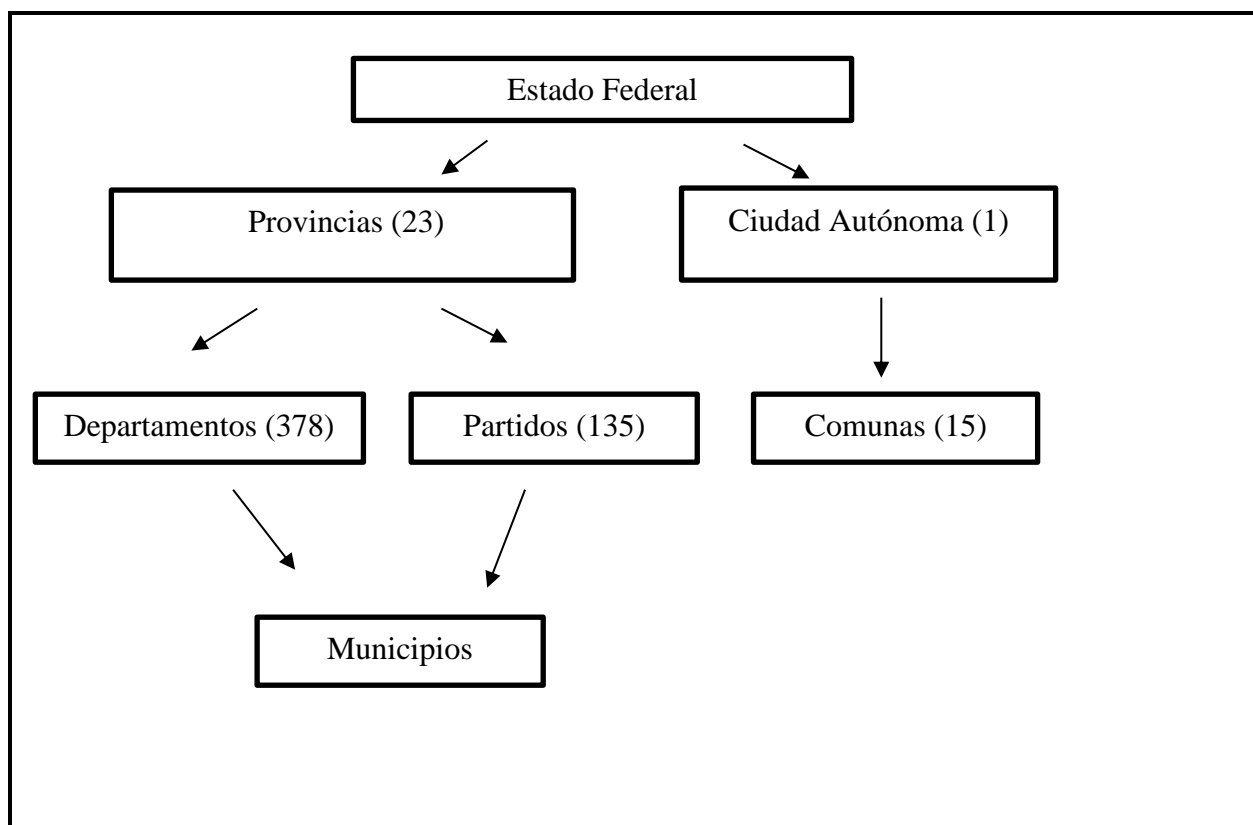 Estado Federal
Provincias (23)
Ciudad Autónoma (1)
Departamentos (378)
Partidos (135)
Comunas (15)
Municipios